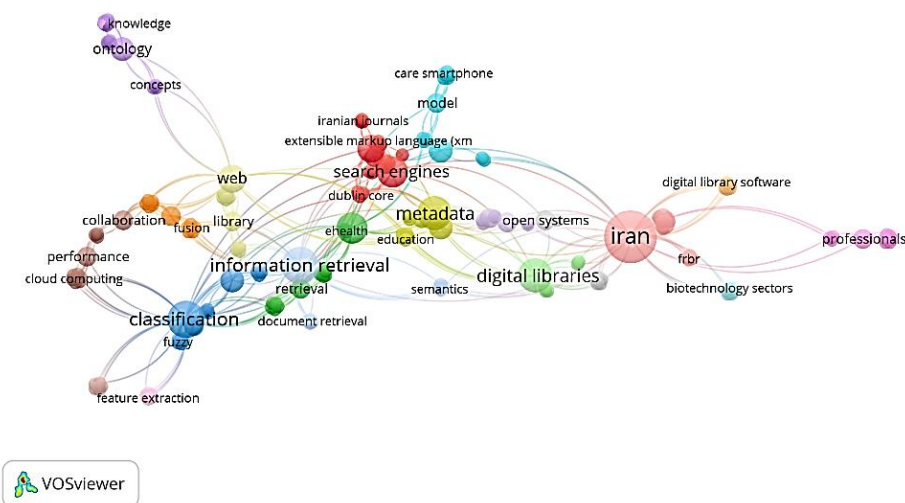 knowledge
ontology
concepts
care smartphone
model
iranian journals
extensible markup language (xm
search engines
web
dublin core
digital library software
collaboration
fusion
library
metadata
open systems
ehealth
education
iran
professionals
performance
cloud computing
information retrieval
digital libraries
frbr
retrieval
semantics
biotechnology sectors
classification
document retrieval
fuzzy
feature extraction
VOSviewer